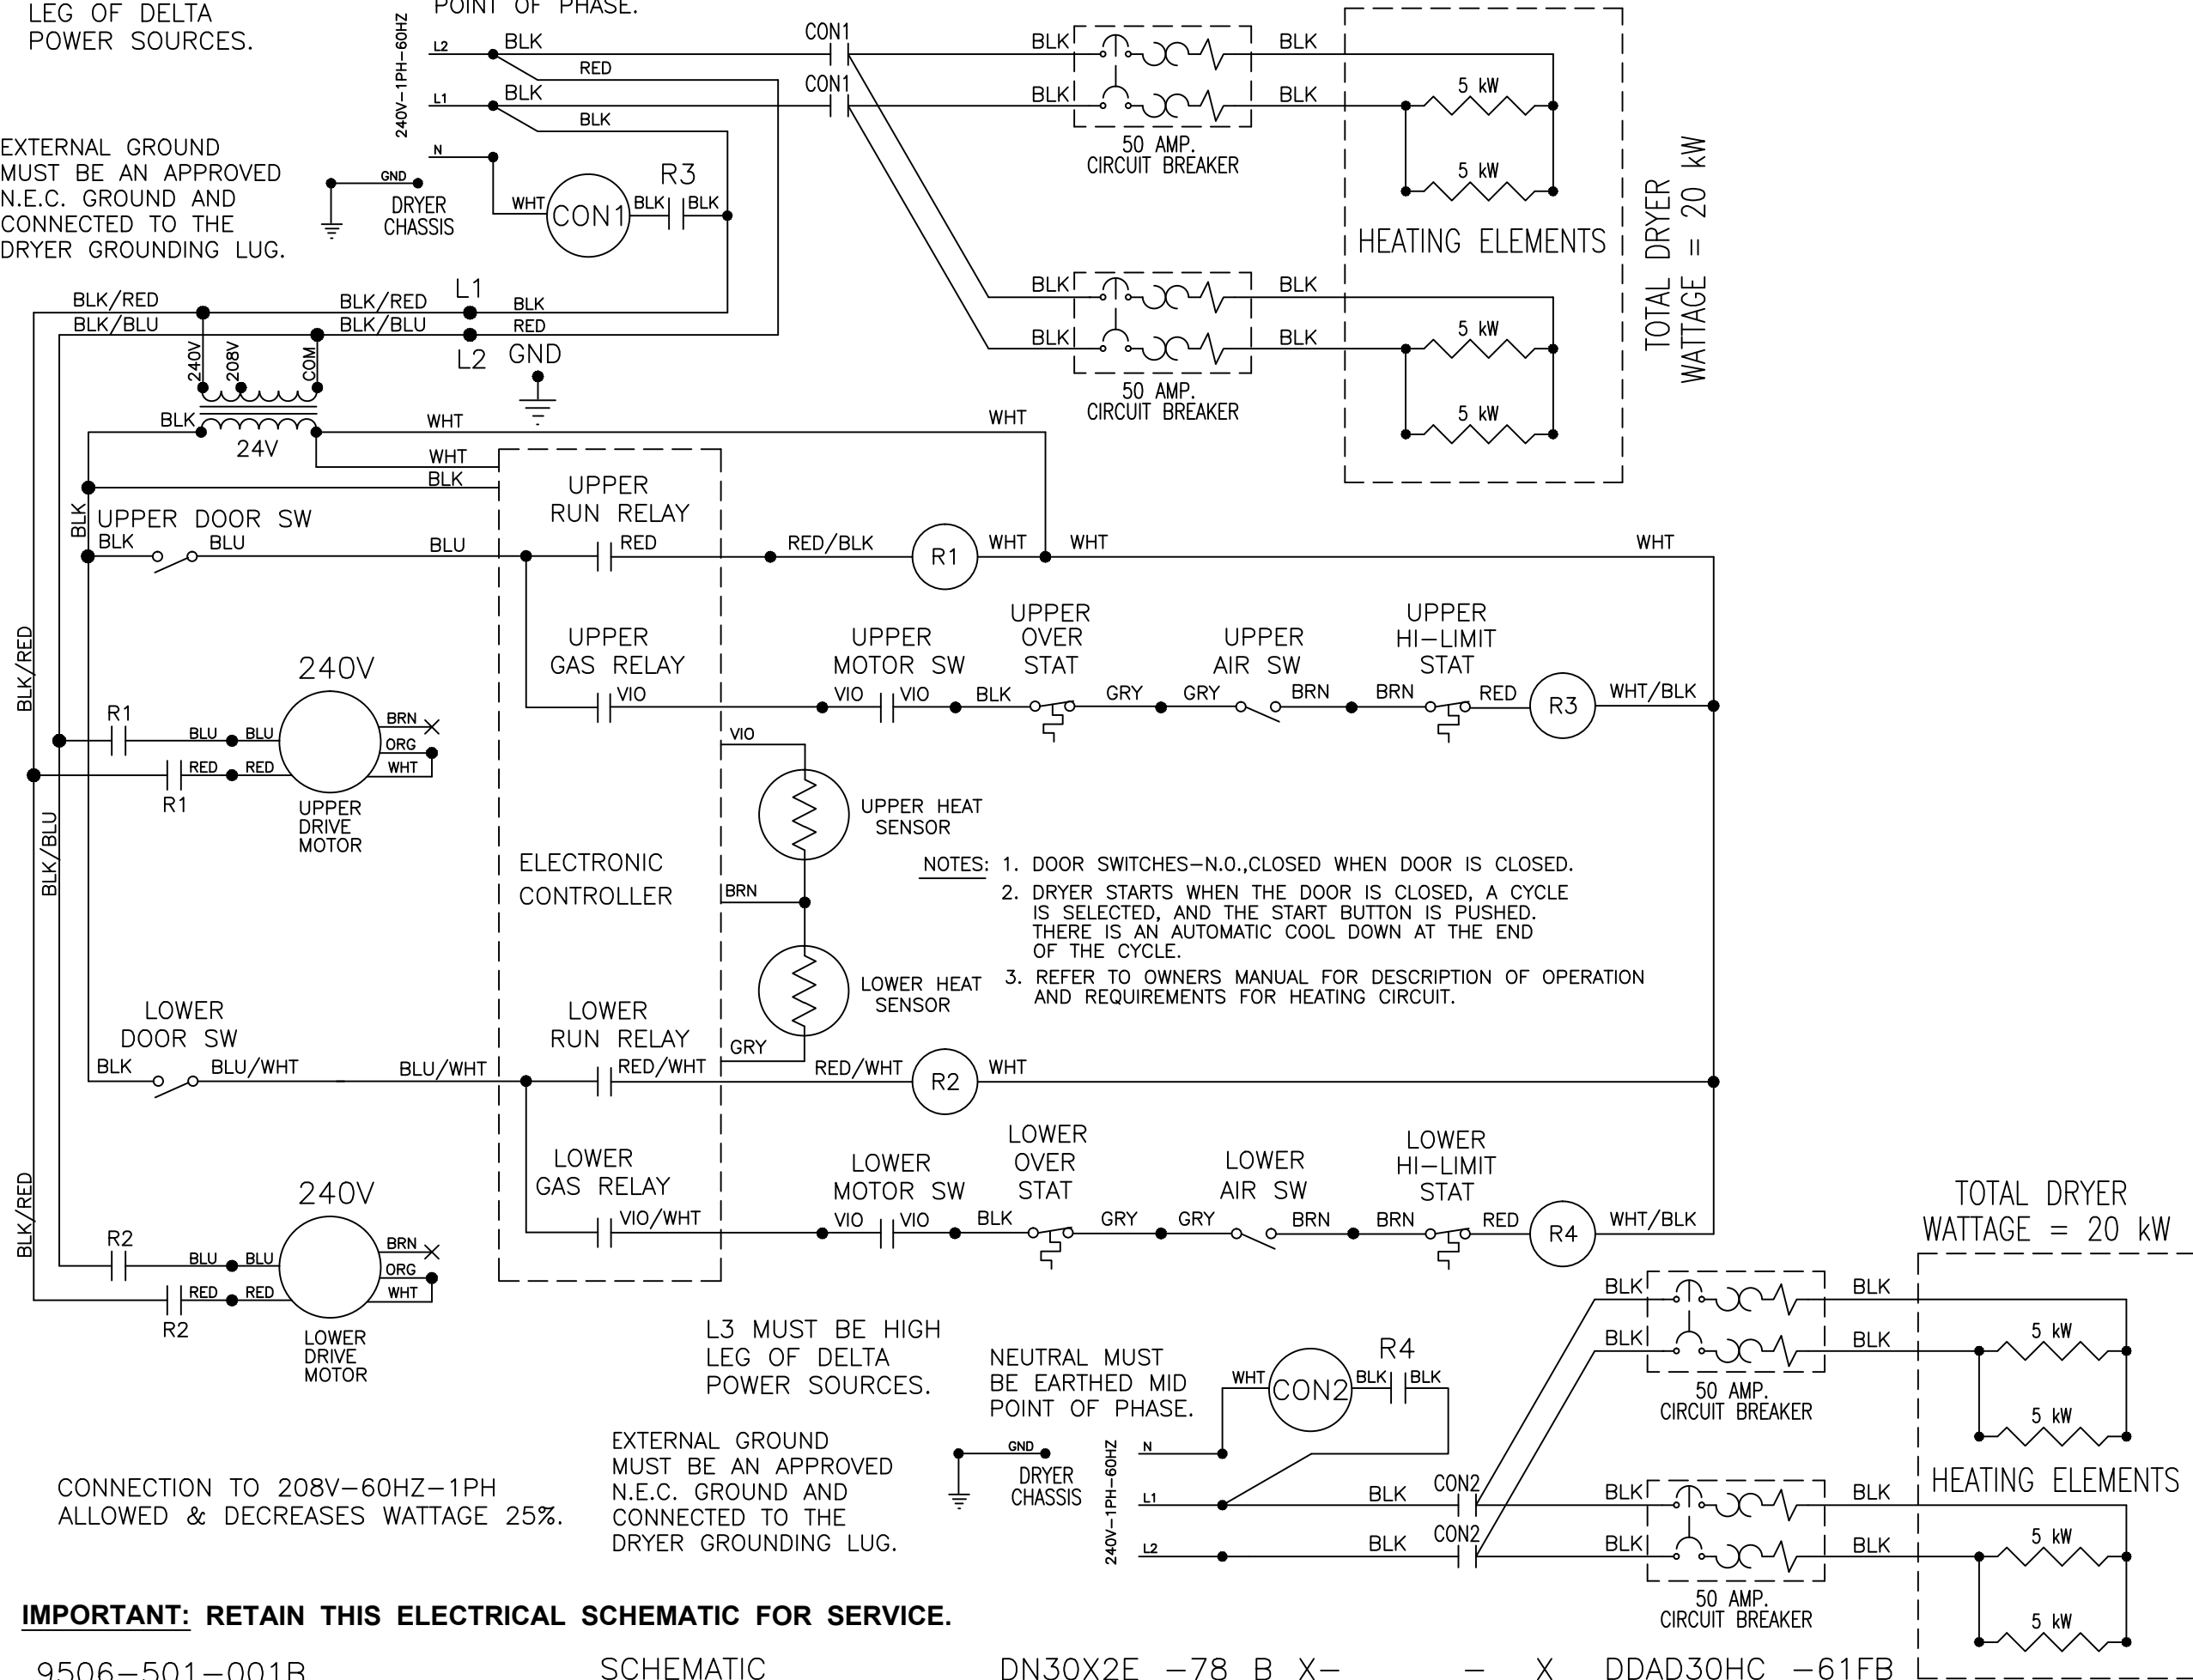 LEG OF DELTA
POWER SOURCES.
POINT OF PHASE.
240V-1PH-60HZ
L2
BLK
RED
L1
BLK
BLK
N
CON1
CON1
BLK
BLK
BLK
BLK
50 AMP.
CIRCUIT BREAKER
5 kW
5 kW
HEATING ELEMENTS
TOTAL DRYER
WATTAGE = 20 kW
EXTERNAL GROUND
MUST BE AN APPROVED
N.E.C. GROUND AND
CONNECTED TO THE
DRYER GROUNDING LUG.
GND
DRYER
CHASSIS
WHT
CON1
BLK
R3
BLK
BLK
BLK
BLK
BLK
50 AMP.
CIRCUIT BREAKER
5 kW
5 kW
BLK/RED
BLK/RED
L1
BLK
BLK/BLU
BLK/BLU
RED
L2
GND
240V
208V
COM
BLK
24V
WHT
WHT
WHT
BLK
BLK
UPPER DOOR SW
BLK
BLU
BLU
UPPER
RUN RELAY
RED
RED/BLK
R1
WHT
WHT
WHT
UPPER
GAS RELAY
VIO
UPPER
MOTOR SW
VIO
VIO
BLK
UPPER
OVER
STAT
GRY
GRY
UPPER
AIR SW
BRN
BRN
UPPER
HI-LIMIT
STAT
RED
R3
WHT/BLK
BLK/RED
BLK/BLU
240V
R1
BLU
BLU
BRN
ORG
WHT
RED
RED
R1
UPPER
DRIVE
MOTOR
VIO
UPPER HEAT
SENSOR
ELECTRONIC
CONTROLLER
BRN
NOTES: 1. DOOR SWITCHES-N.O.,CLOSED WHEN DOOR IS CLOSED.
2. DRYER STARTS WHEN THE DOOR IS CLOSED, A CYCLE
IS SELECTED, AND THE START BUTTON IS PUSHED.
THERE IS AN AUTOMATIC COOL DOWN AT THE END
OF THE CYCLE.
3. REFER TO OWNERS MANUAL FOR DESCRIPTION OF OPERATION
AND REQUIREMENTS FOR HEATING CIRCUIT.
LOWER HEAT
SENSOR
GRY
LOWER
DOOR SW
BLK
BLU/WHT
BLU/WHT
LOWER
RUN RELAY
RED/WHT
RED/WHT
R2
WHT
LOWER
GAS RELAY
VIO/WHT
LOWER
MOTOR SW
VIO
VIO
BLK
LOWER
OVER
STAT
GRY
GRY
LOWER
AIR SW
BRN
BRN
LOWER
HI-LIMIT
STAT
RED
R4
WHT/BLK
BLK/RED
240V
R2
BLU
BLU
BRN
ORG
WHT
RED
RED
R2
LOWER
DRIVE
MOTOR
L3 MUST BE HIGH
LEG OF DELTA
POWER SOURCES.
NEUTRAL MUST
BE EARTHED MID
POINT OF PHASE.
EXTERNAL GROUND
MUST BE AN APPROVED
N.E.C. GROUND AND
CONNECTED TO THE
DRYER GROUNDING LUG.
GND
DRYER
CHASSIS
240V-1PH-60HZ
N
L1
L2
WHT
CON2
BLK
R4
BLK
BLK
CON2
BLK
CON2
BLK
BLK
BLK
BLK
50 AMP.
CIRCUIT BREAKER
BLK
BLK
BLK
BLK
50 AMP.
CIRCUIT BREAKER
TOTAL DRYER
WATTAGE = 20 kW
5 kW
5 kW
HEATING ELEMENTS
5 kW
5 kW
CONNECTION TO 208V-60HZ-1PH
ALLOWED & DECREASES WATTAGE 25%.
IMPORTANT: RETAIN THIS ELECTRICAL SCHEMATIC FOR SERVICE.
9506-501-001B SCHEMATIC DN30X2E -78 B X- - X DDAD30HC -61FB